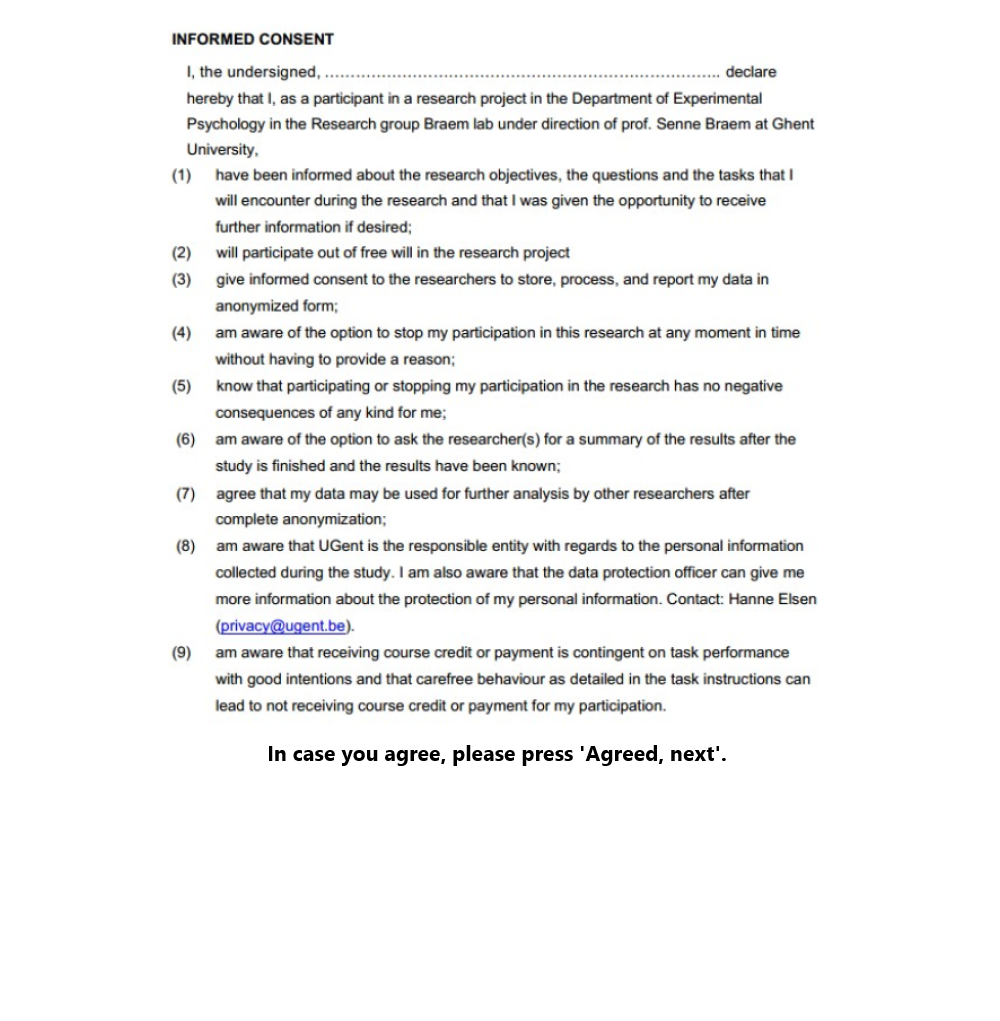 INFORMED CONSENT
I, the undersigned, ............................................................................. declare
hereby that I, as a participant in a research project in the Department of Experimental
Psychology in the Research group Braem lab under direction of prof. Senne Braem at Ghent
University,
(1) have been informed about the research objectives, the questions and the tasks that I
will encounter during the research and that I was given the opportunity to receive
further information if desired;
(2) will participate out of free will in the research project
(3) give informed consent to the researchers to store, process, and report my data in
anonymized form;
(4) am aware of the option to stop my participation in this research at any moment in time
without having to provide a reason;
(5) know that participating or stopping my participation in the research has no negative
consequences of any kind for me;
(6) am aware of the option to ask the researcher(s) for a summary of the results after the
study is finished and the results have been known;
(7) agree that my data may be used for further analysis by other researchers after
complete anonymization;
(8) am aware that UGent is the responsible entity with regards to the personal information
collected during the study. I am also aware that the data protection officer can give me
more information about the protection of my personal information. Contact: Hanne Elsen
(privacy@ugent.be).
(9) am aware that receiving course credit or payment is contingent on task performance
with good intentions and that carefree behaviour as detailed in the task instructions can
lead to not receiving course credit or payment for my participation.
In case you agree, please press 'Agreed, next'.